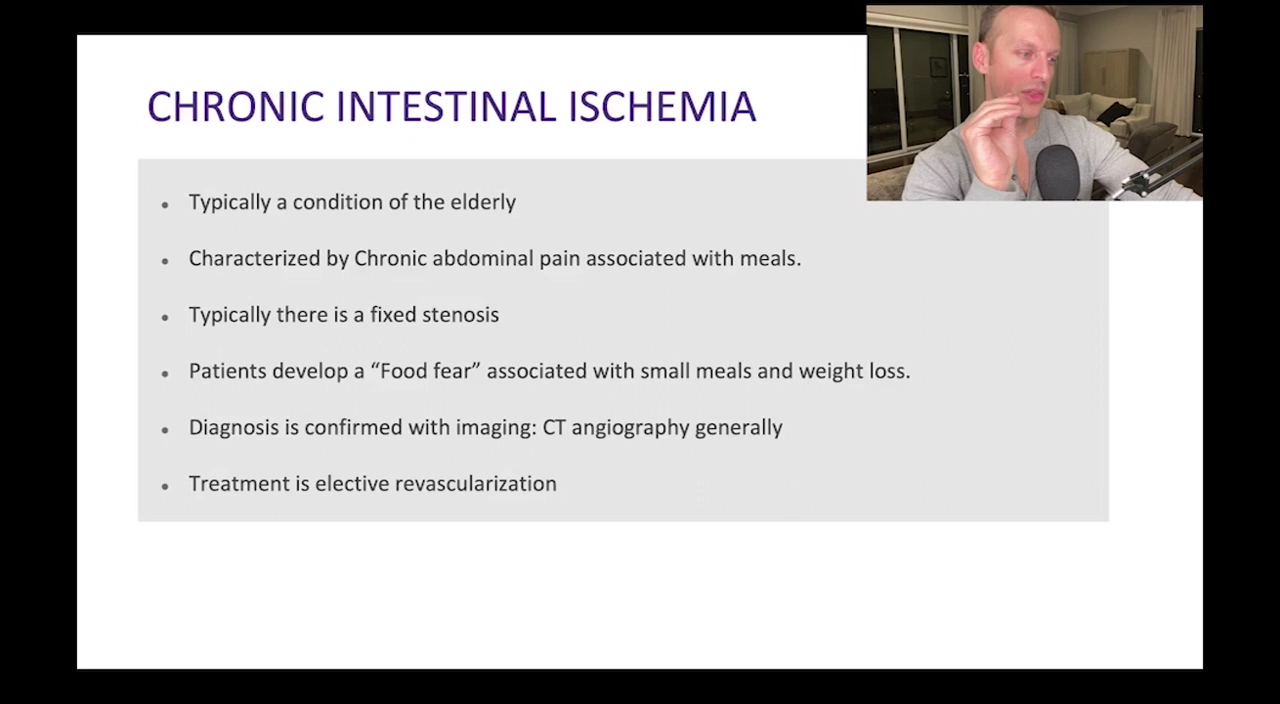 CHRONIC INTESTINAL ISCHEMIA
Typically a condition of the elderly
Characterized by Chronic abdominal pain associated with meals.
Typically there is a fixed stenosis
Patients develop a “Food fear” associated with small meals and weight loss.
Diagnosis is confirmed with imaging: CT angiography generally
Treatment is elective revascularization